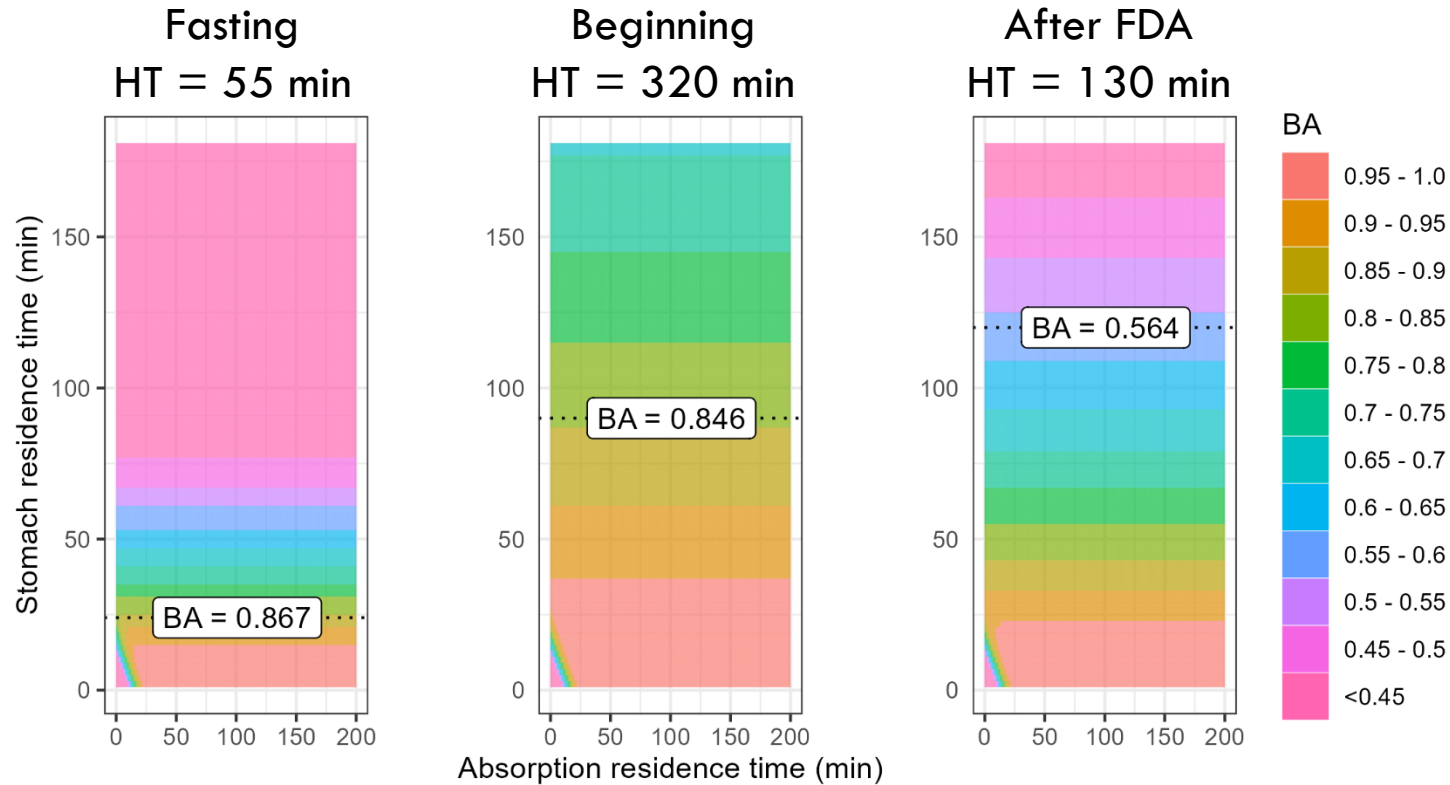 Fasting
HT = 55 min
Beginning
HT = 320 min
After FDA
HT = 130 min
Stomach residence time (min)
150
100
50
0
BA = 0.867
0 50 100 150 200
150
100
50
0
BA = 0.846
0 50 100 150 200
150
100
50
0
BA = 0.564
0 50 100 150 200
Absorption residence time (min)
BA
0.95 - 1.0
0.9 - 0.95
0.85 - 0.9
0.8 - 0.85
0.75 - 0.8
0.7 - 0.75
0.65 - 0.7
0.6 - 0.65
0.55 - 0.6
0.5 - 0.55
0.45 - 0.5
<0.45